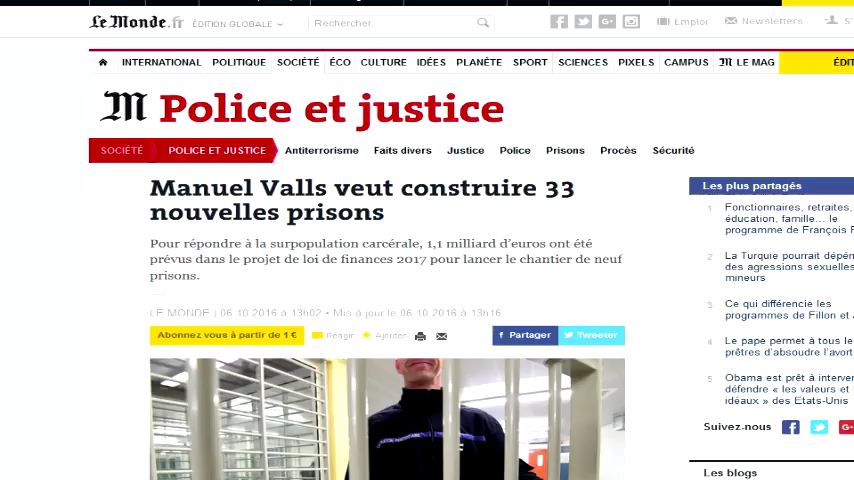 Le Monde.fr ÉDITION GLOBALE Rechercher Emploi Newsletters
INTERNATIONAL POLITIQUE SOCIÉTÉ ÉCO CULTURE IDÉES PLANÈTE SPORT SCIENCES PIXELS CAMPUS M LE MAG
M Police et justice
SOCIÉTÉ POLICE ET JUSTICE Antiterrorisme Faits divers Justice Police Prisons Procès Sécurité
Manuel Valls veut construire 33
nouvelles prisons
Pour répondre à la surpopulation carcérale, 1,1 milliard d'euros ont été
prévus dans le projet de loi de finances 2017 pour lancer le chantier de neuf
prisons.
LE MONDE | 06.10.2016 à 13h02 • Mis à jour le 06.10.2016 à 13h16
Abonnez vous à partir de 1 € Réagir Ajouter
f Partager Tweeter
Les plus partagés
1 Fonctionnaires, retraites,
éducation, famille… le
programme de François F
2 La Turquie pourrait dépén
des agressions sexuelles
mineurs
3 Ce qui différencie les
programmes de Fillon et
4 Le pape permet à tous le
prêtres d'absoudre l'avort
5 Obama est prêt à interve
défendre « les valeurs et
idéaux » des Etats-Unis
Suivez-nous f G+
Les blogs